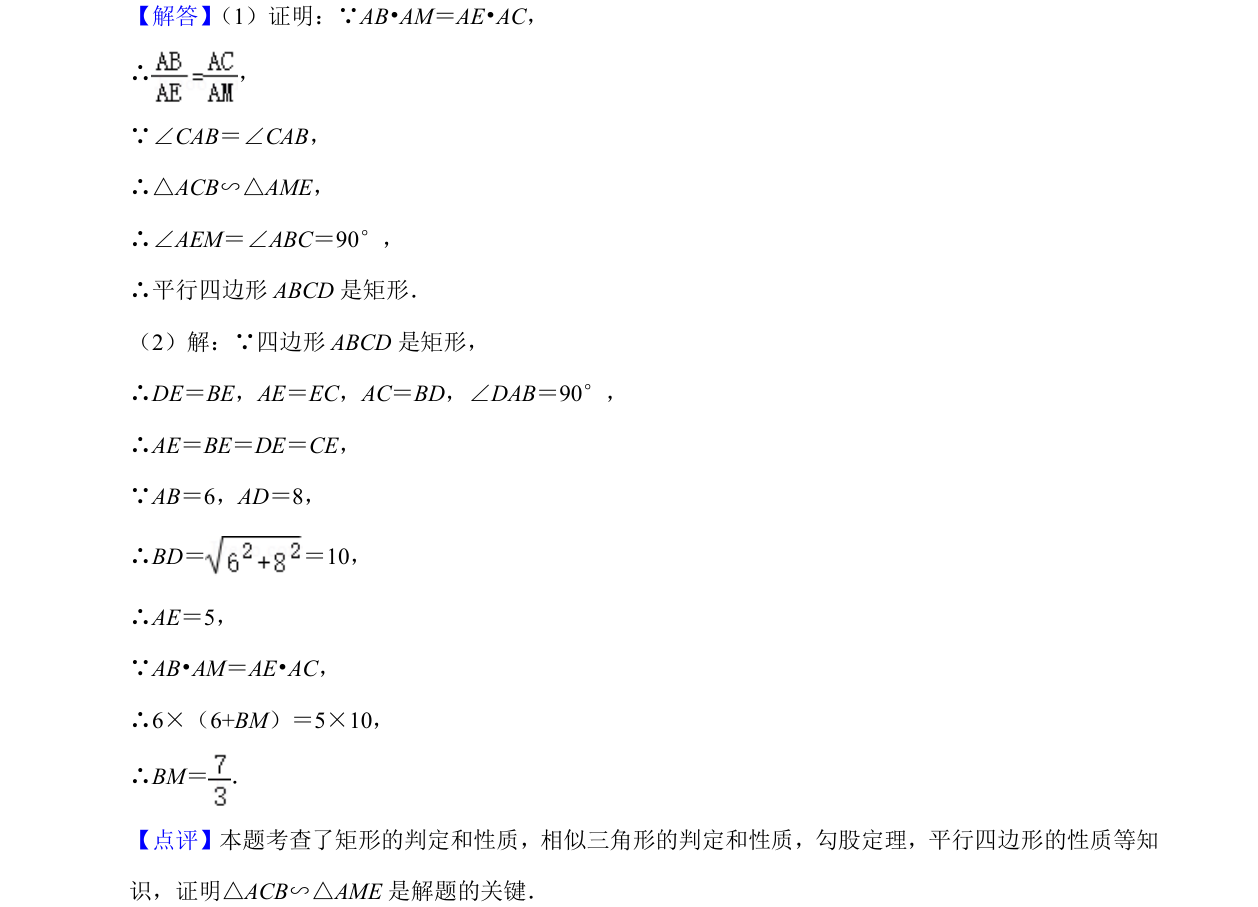 【解答】（1）证明：∵AB•AM＝AE•AC，
∴AB/AE=AC/AM，
∵∠CAB＝∠CAB，
∴△ACB∽△AME，
∴∠AEM＝∠ABC＝90°，
∴平行四边形 ABCD 是矩形．
（2）解：∵四边形 ABCD 是矩形，
∴DE＝BE，AE＝EC，AC＝BD，∠DAB＝90°，
∴AE＝BE＝DE＝CE，
∵AB＝6，AD＝8，
∴BD＝√(6²+8²)＝10，
∴AE＝5，
∵AB•AM＝AE•AC，
∴6×（6+BM）＝5×10，
∴BM＝7/3．
【点评】本题考查了矩形的判定和性质，相似三角形的判定和性质，勾股定理，平行四边形的性质等知
识，证明△ACB∽△AME 是解题的关键．